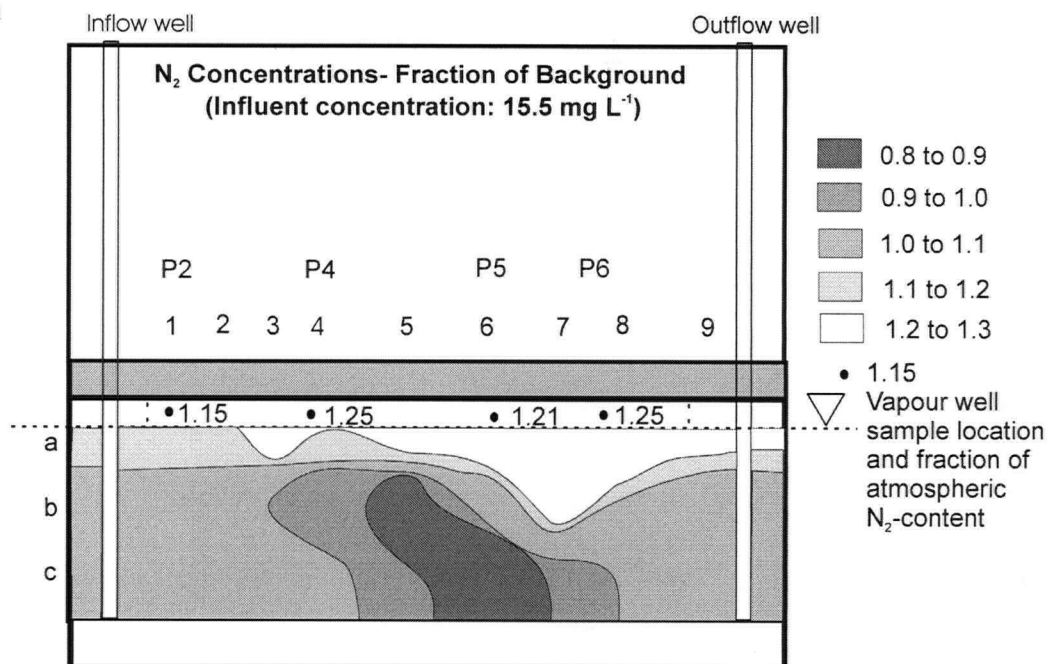 Inflow well
Outflow well
N₂ Concentrations- Fraction of Background
(Influent concentration: 15.5 mg L⁻¹)
P2 P4 P5 P6
1 2 3 4 5 6 7 8 9
0.8 to 0.9
0.9 to 1.0
1.0 to 1.1
1.1 to 1.2
1.2 to 1.3
• 1.15
Vapour well
sample location
and fraction of
atmospheric
N₂-content
•1.15 •1.25 •1.21 •1.25
a
b
c